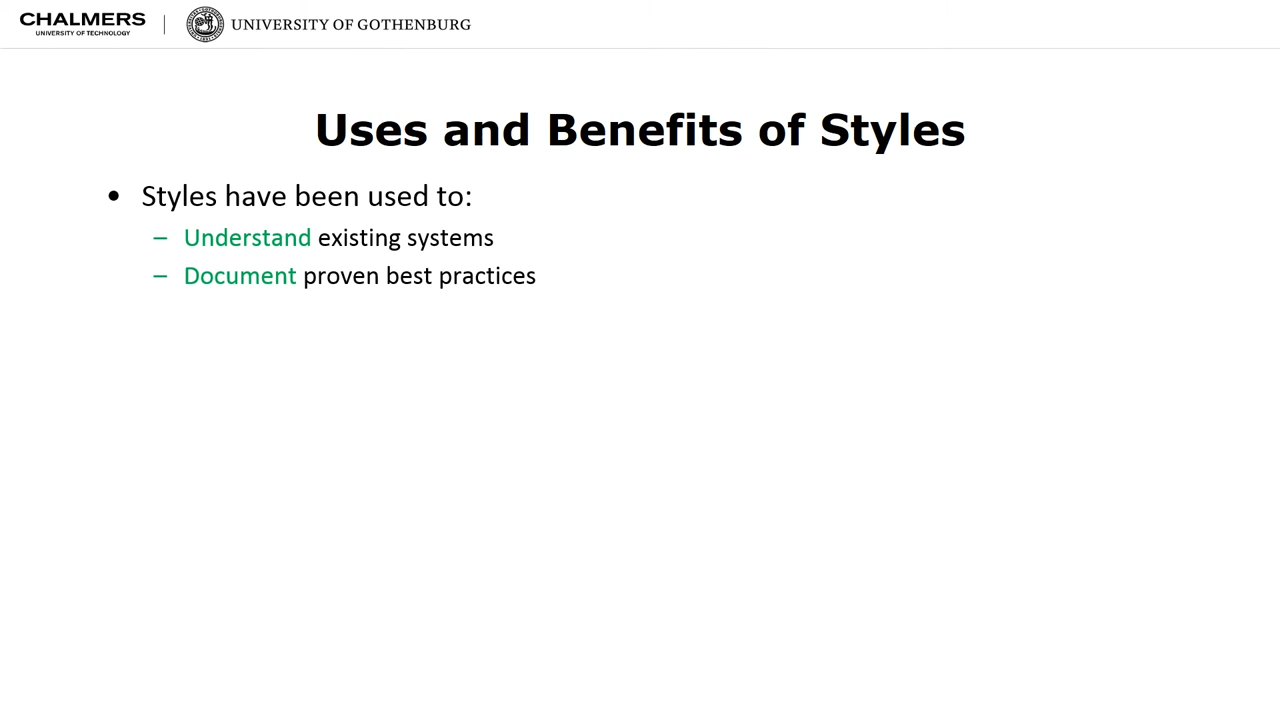 CHALMERS
UNIVERSITY OF TECHNOLOGY
UNIVERSITY OF GOTHENBURG
Uses and Benefits of Styles
• Styles have been used to:
– Understand existing systems
– Document proven best practices